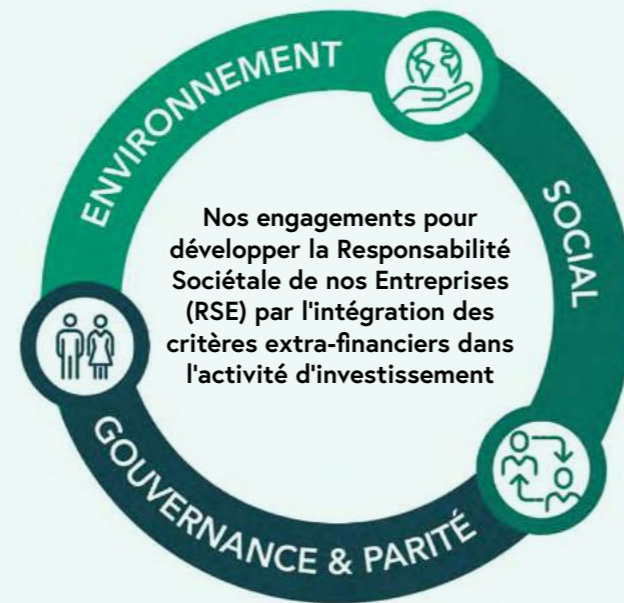 ENVIRONNEMENT
SOCIAL
Nos engagements pour
développer la Responsabilité
Sociétale de nos Entreprises
(RSE) par l'intégration des
critères extra-financiers dans
l'activité d'investissement
GOUVERNANCE & PARITÉ